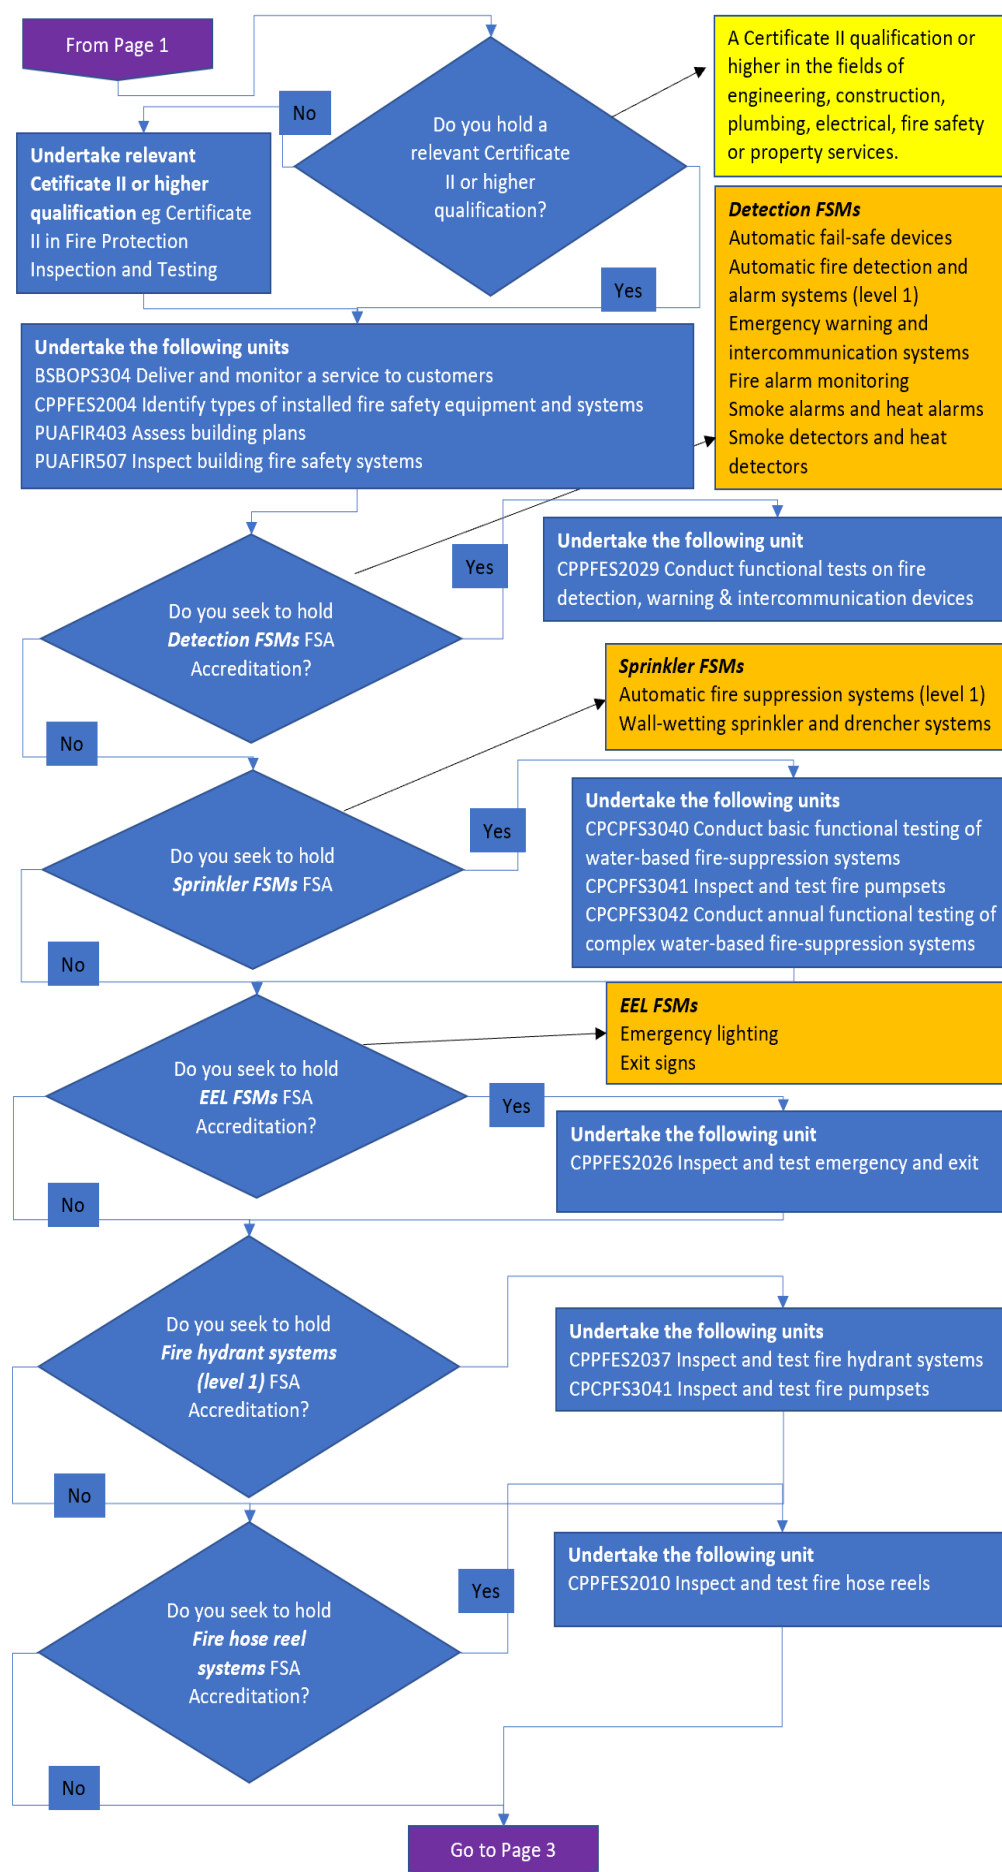 From Page 1
A Certificate II qualification or
higher in the fields of
engineering, construction,
plumbing, electrical, fire safety
or property services.
No
Do you hold a
relevant Certificate
II or higher
qualification?
Undertake relevant
Cetificate II or higher
qualification eg Certificate
II in Fire Protection
Inspection and Testing
Yes
Detection FSMs
Automatic fail-safe devices
Automatic fire detection and
alarm systems (level 1)
Emergency warning and
intercommunication systems
Fire alarm monitoring
Smoke alarms and heat alarms
Smoke detectors and heat
detectors
Undertake the following units
BSBOPS304 Deliver and monitor a service to customers
CPPFES2004 Identify types of installed fire safety equipment and systems
PUAFIR403 Assess building plans
PUAFIR507 Inspect building fire safety systems
Do you seek to hold
Detection FSMs FSA
Accreditation?
Yes
Undertake the following unit
CPPFES2029 Conduct functional tests on fire
detection, warning & intercommunication devices
No
Sprinkler FSMs
Automatic fire suppression systems (level 1)
Wall-wetting sprinkler and drencher systems
Do you seek to hold
Sprinkler FSMs FSA
Yes
Undertake the following units
CPCPFS3040 Conduct basic functional testing of
water-based fire-suppression systems
CPCPFS3041 Inspect and test fire pumpsets
CPCPFS3042 Conduct annual functional testing of
complex water-based fire-suppression systems
No
EEL FSMs
Emergency lighting
Exit signs
Do you seek to hold
EEL FSMs FSA
Accreditation?
Yes
Undertake the following unit
CPPFES2026 Inspect and test emergency and exit
No
Do you seek to hold
Fire hydrant systems
(level 1) FSA
Accreditation?
Undertake the following units
CPPFES2037 Inspect and test fire hydrant systems
CPCPFS3041 Inspect and test fire pumpsets
No
Do you seek to hold
Fire hose reel
systems FSA
Accreditation?
Yes
Undertake the following unit
CPPFES2010 Inspect and test fire hose reels
No
Go to Page 3